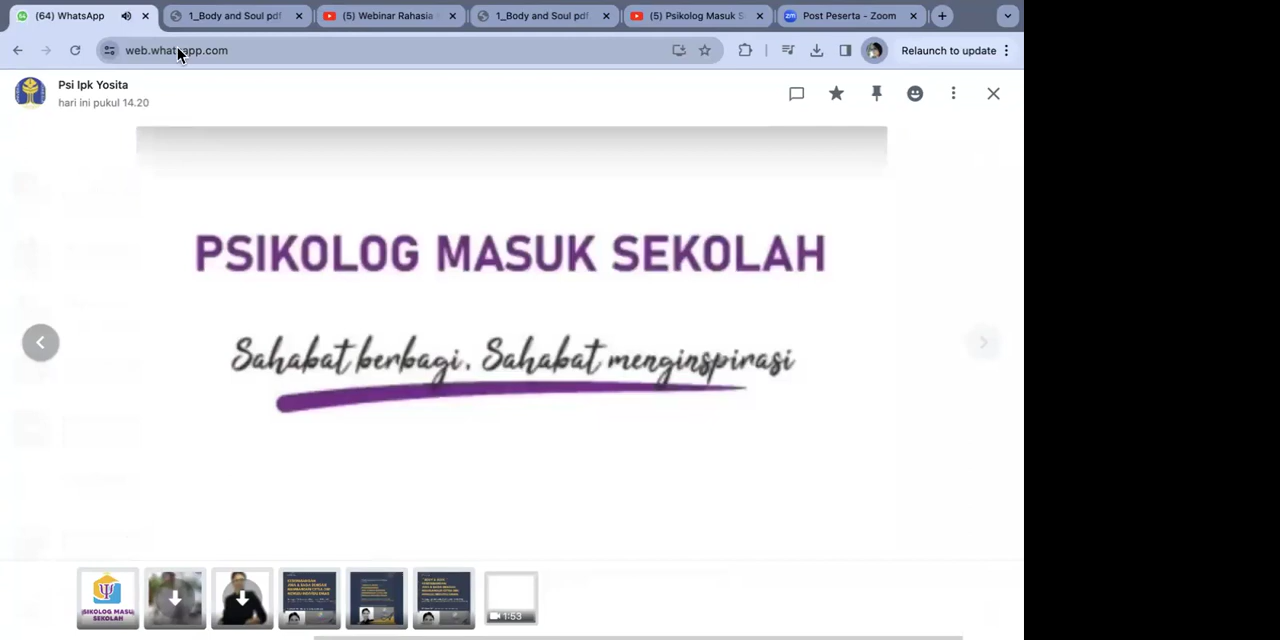 (64) WhatsApp
1_Body and Soul pdf
(5) Webinar Rahasia
1_Body and Soul pdf
(5) Psikolog Masuk S
Post Peserta - Zoom
web.whatsapp.com
Relaunch to update
Psi Ipk Yosita
hari ini pukul 14.20
PSIKOLOG MASUK SEKOLAH
Sahabat berbagi. Sahabat menginspirasi
SEKOLAH
1:53